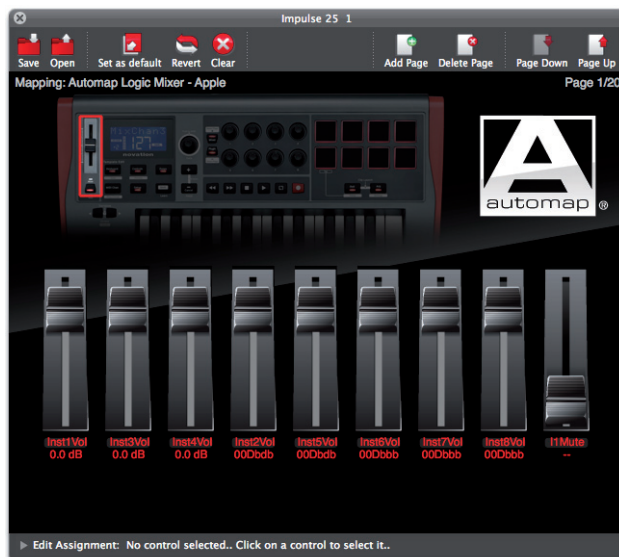 Impulse 25 1
Save Open Set as default Revert Clear Add Page Delete Page Page Down Page Up
Mapping: Automap Logic Mixer - Apple Page 1/20
automap ®
Inst1Vol Inst3Vol Inst4Vol Inst2Vol Inst5Vol Inst6Vol Inst7Vol Inst8Vol I1Mute
0.0 dB 0.0 dB 0.0 dB 00Dbdb 00Dbdb 00Dbbb 00Dbbb 00Dbbb --
Edit Assignment: No control selected.. Click on a control to select it..